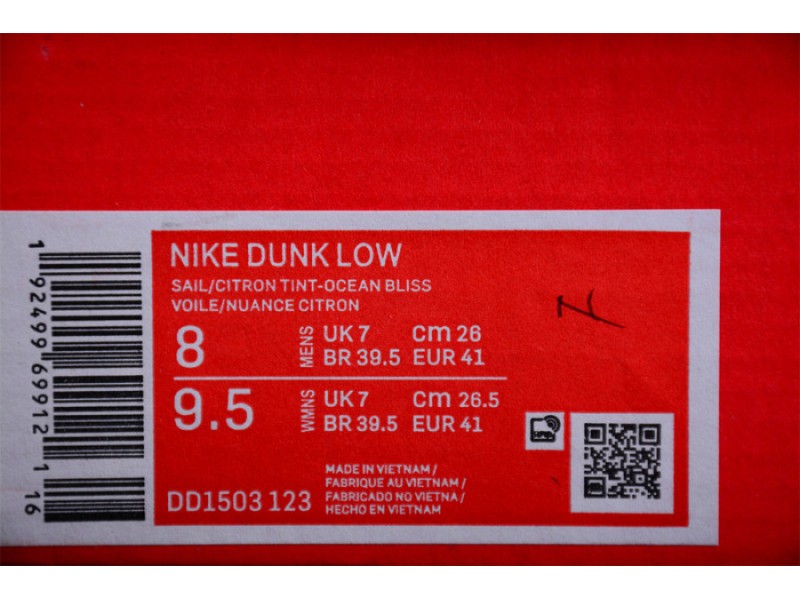 NIKE DUNK LOW
SAIL/CITRON TINT-OCEAN BLISS
VOILE/NUANCE CITRON
8 MENS UK 7 Cm 26
BR 39.5 EUR 41
9.5 WMNS UK 7 Cm 26.5
BR 39.5 EUR 41
MADE IN VIETNAM /
FABRIQUE AU VIETNAM /
FABRICADO NO VIETNA /
HECHO EN VIETNAM
DD1503 123
1 92499 69912 1 16